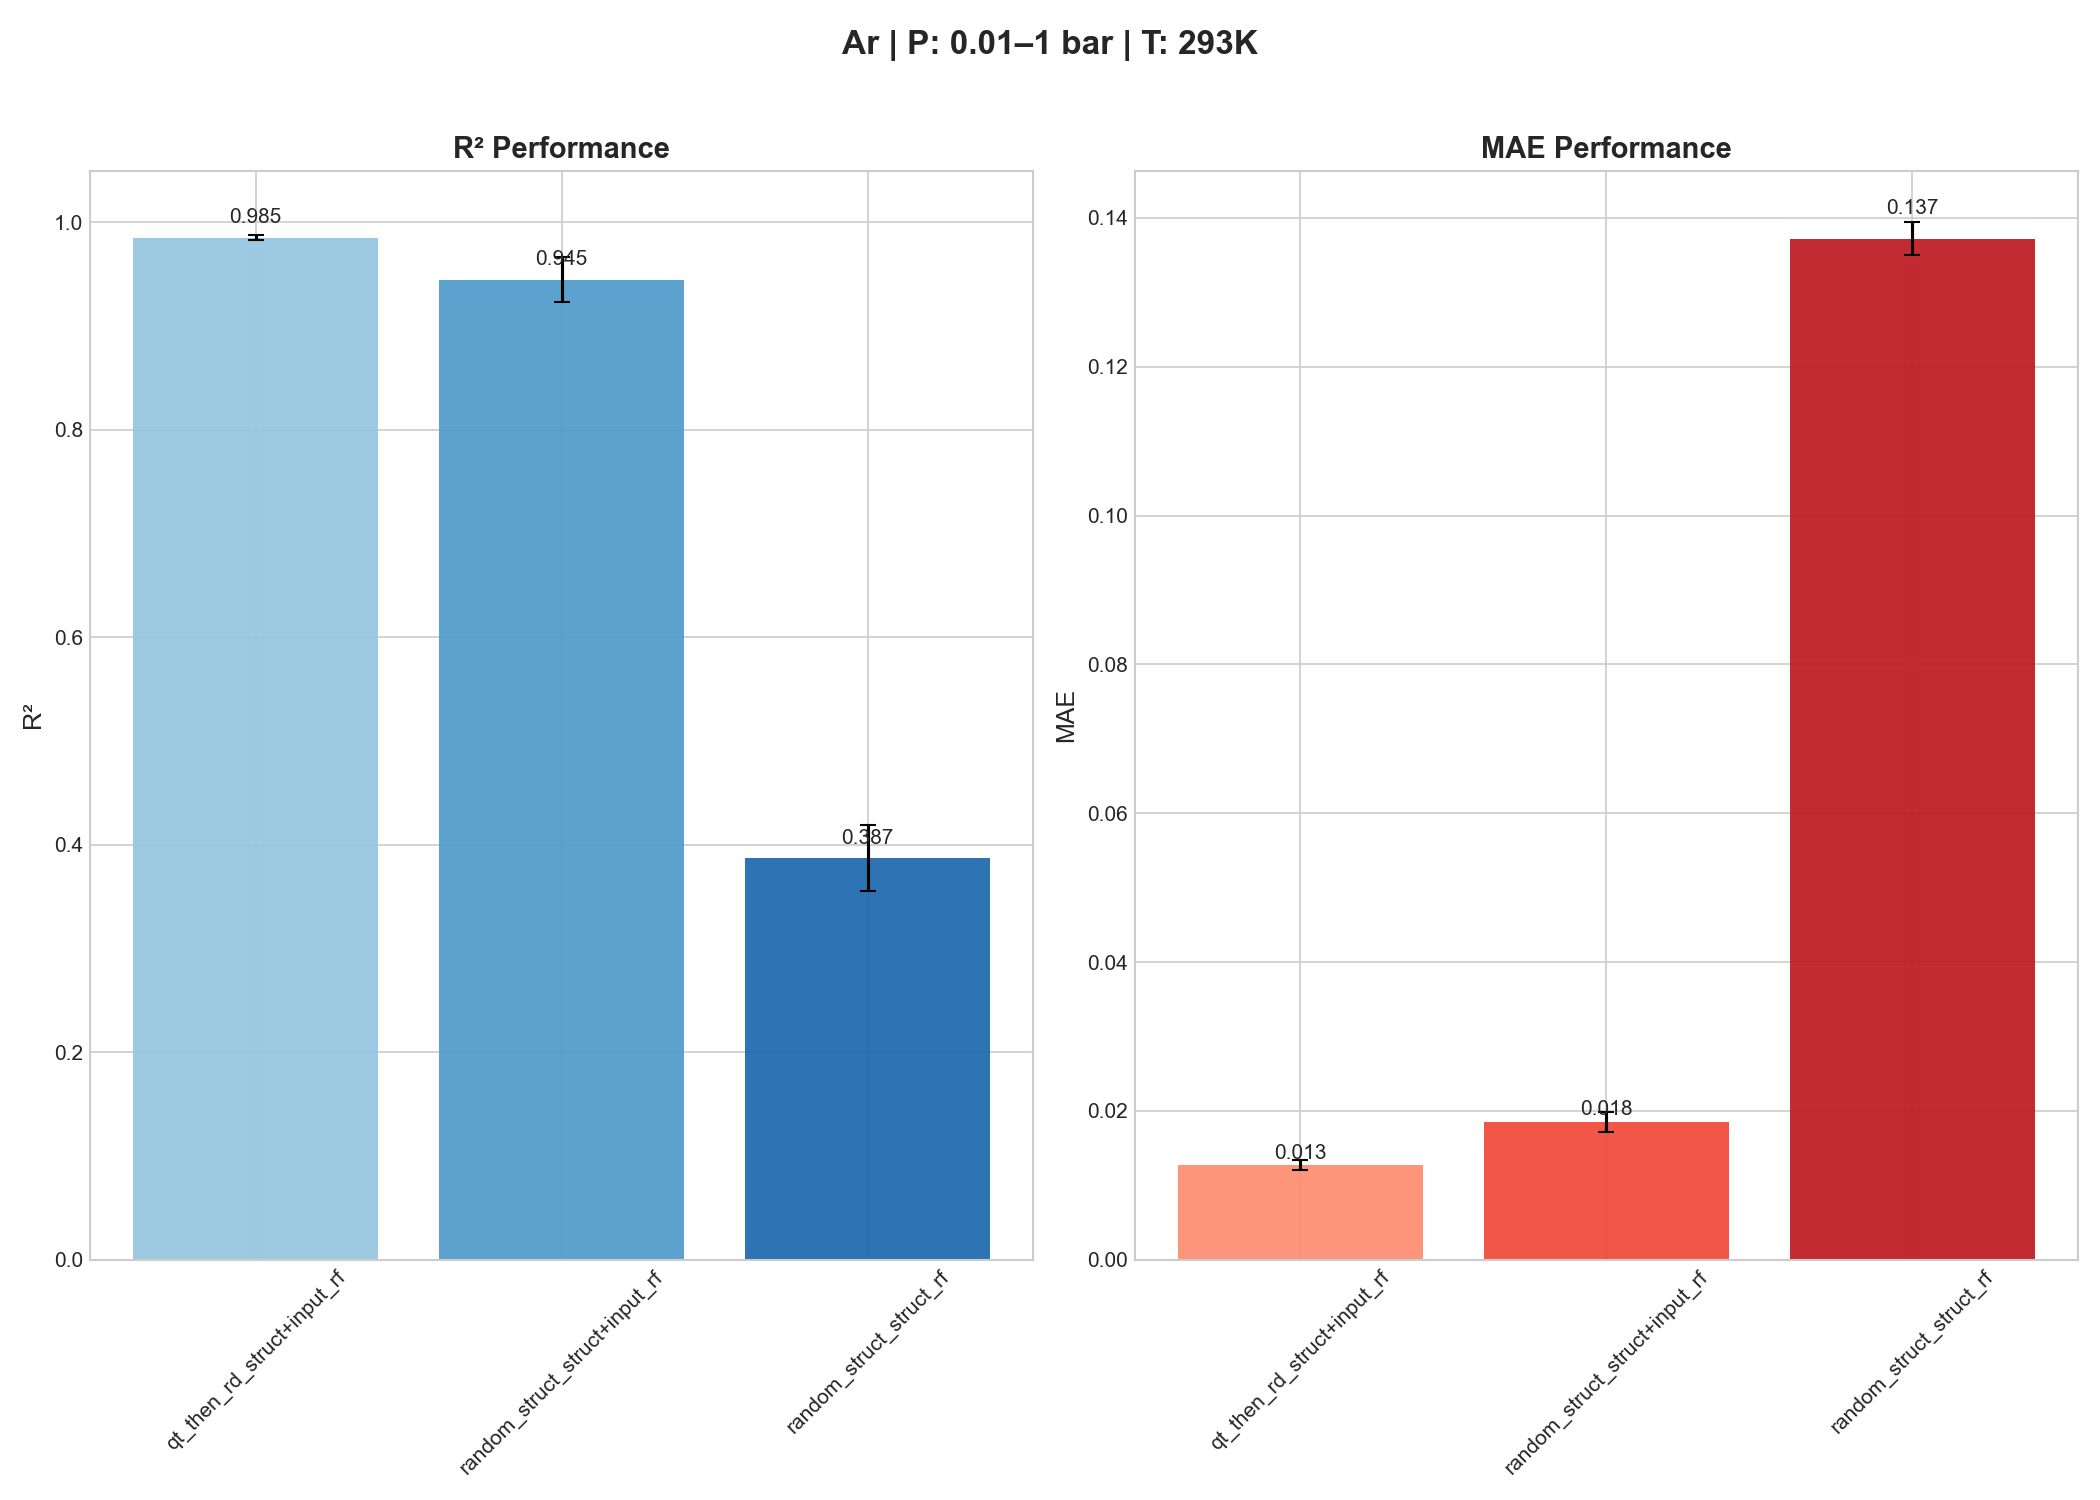 Ar | P: 0.01–1 bar | T: 293K
R² Performance
R²
1.0
0.8
0.6
0.4
0.2
0.0
0.985
0.945
0.387
qt_then_rd_struct+input_rf
random_struct_struct+input_rf
random_struct_struct_rf
MAE Performance
MAE
0.14
0.12
0.10
0.08
0.06
0.04
0.02
0.00
0.013
0.018
0.137
qt_then_rd_struct+input_rf
random_struct_struct+input_rf
random_struct_struct_rf